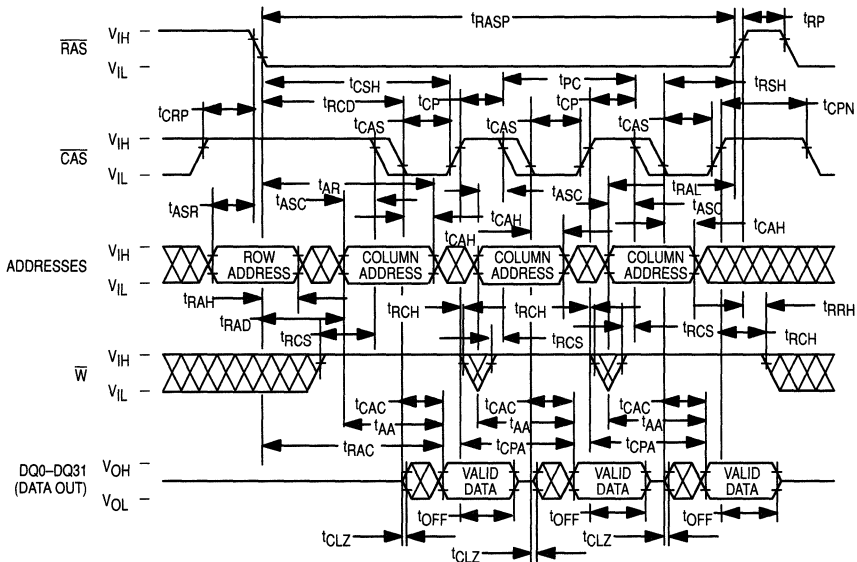 tRASP tRP
RAS VIH
VIL
tCSH tPC tRSH
tCRP tRCD tCP tCP tCPN
tCAS tCAS tCAS
CAS VIH
VIL
tASR tASC tAR tASC tRAL tASC
tCAH tCAH tCAH
ADDRESSES VIH
VIL
ROW ADDRESS
COLUMN ADDRESS
COLUMN ADDRESS
COLUMN ADDRESS
tRAH tRCH tRCH tRRH
tRAD tRCS tRCS tRCS tRCH
W VIH
VIL
tCAC tCAC tCAC
tAA tAA tAA
tRAC tCPA tCPA
DQ0–DQ31 (DATA OUT) VOH
VOL
VALID DATA
VALID DATA
VALID DATA
tOFF tOFF tOFF
tCLZ tCLZ tCLZ